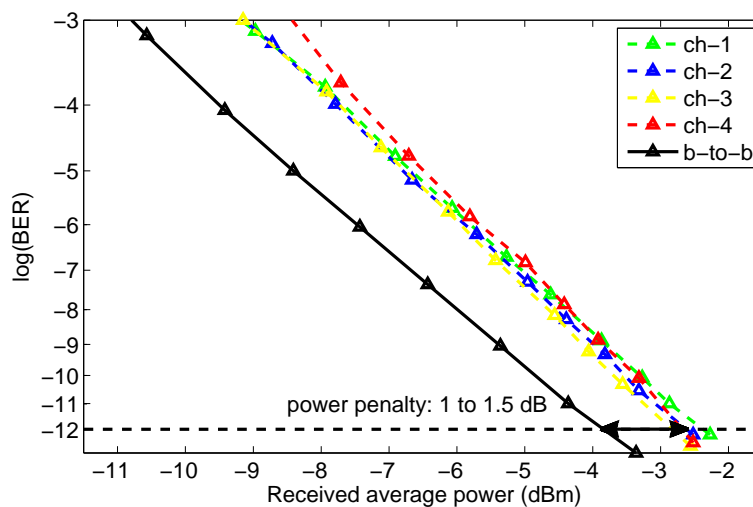 −3
−4
−5
−6
−7
−8
−9
−10
−11
−12
log(BER)
ch−1
ch−2
ch−3
ch−4
b−to−b
power penalty: 1 to 1.5 dB
−11 −10 −9 −8 −7 −6 −5 −4 −3 −2
Received average power (dBm)